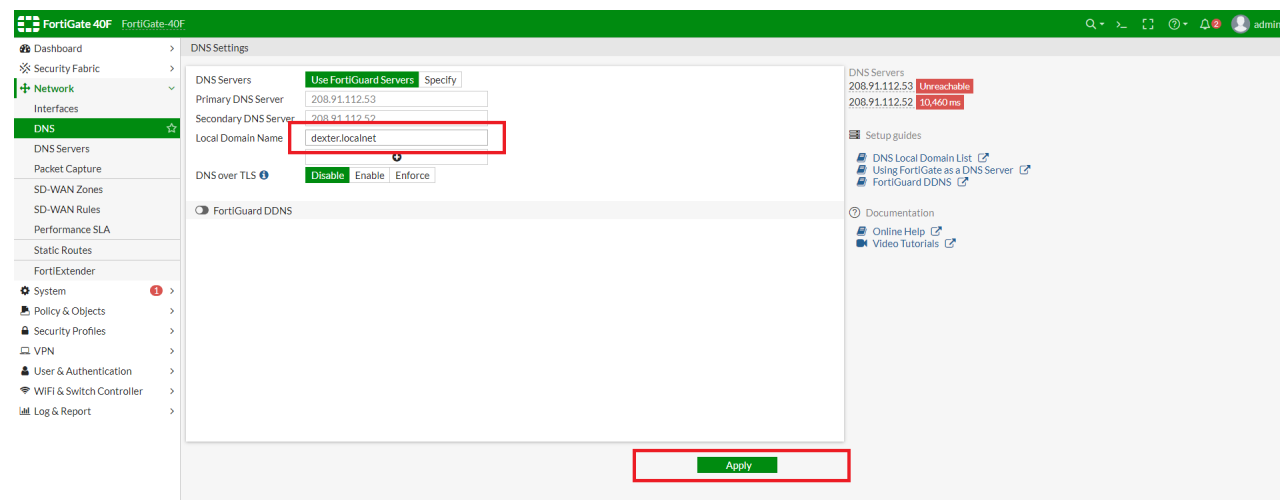 FortiGate 40F FortiGate-40F
admin
2
Dashboard
Security Fabric
Network
Interfaces
DNS
DNS Servers
Packet Capture
SD-WAN Zones
SD-WAN Rules
Performance SLA
Static Routes
FortiExtender
System 1
Policy & Objects
Security Profiles
VPN
User & Authentication
WiFi & Switch Controller
Log & Report
DNS Settings
DNS Servers Use FortiGuard Servers Specify
Primary DNS Server 208.91.112.53
Secondary DNS Server 208.91.112.52
Local Domain Name dexter.localnet
DNS over TLS Disable Enable Enforce
FortiGuard DDNS
Apply
DNS Servers
208.91.112.53 Unreachable
208.91.112.52 10,460 ms
Setup guides
DNS Local Domain List
Using FortiGate as a DNS Server
FortiGuard DDNS
Documentation
Online Help
Video Tutorials